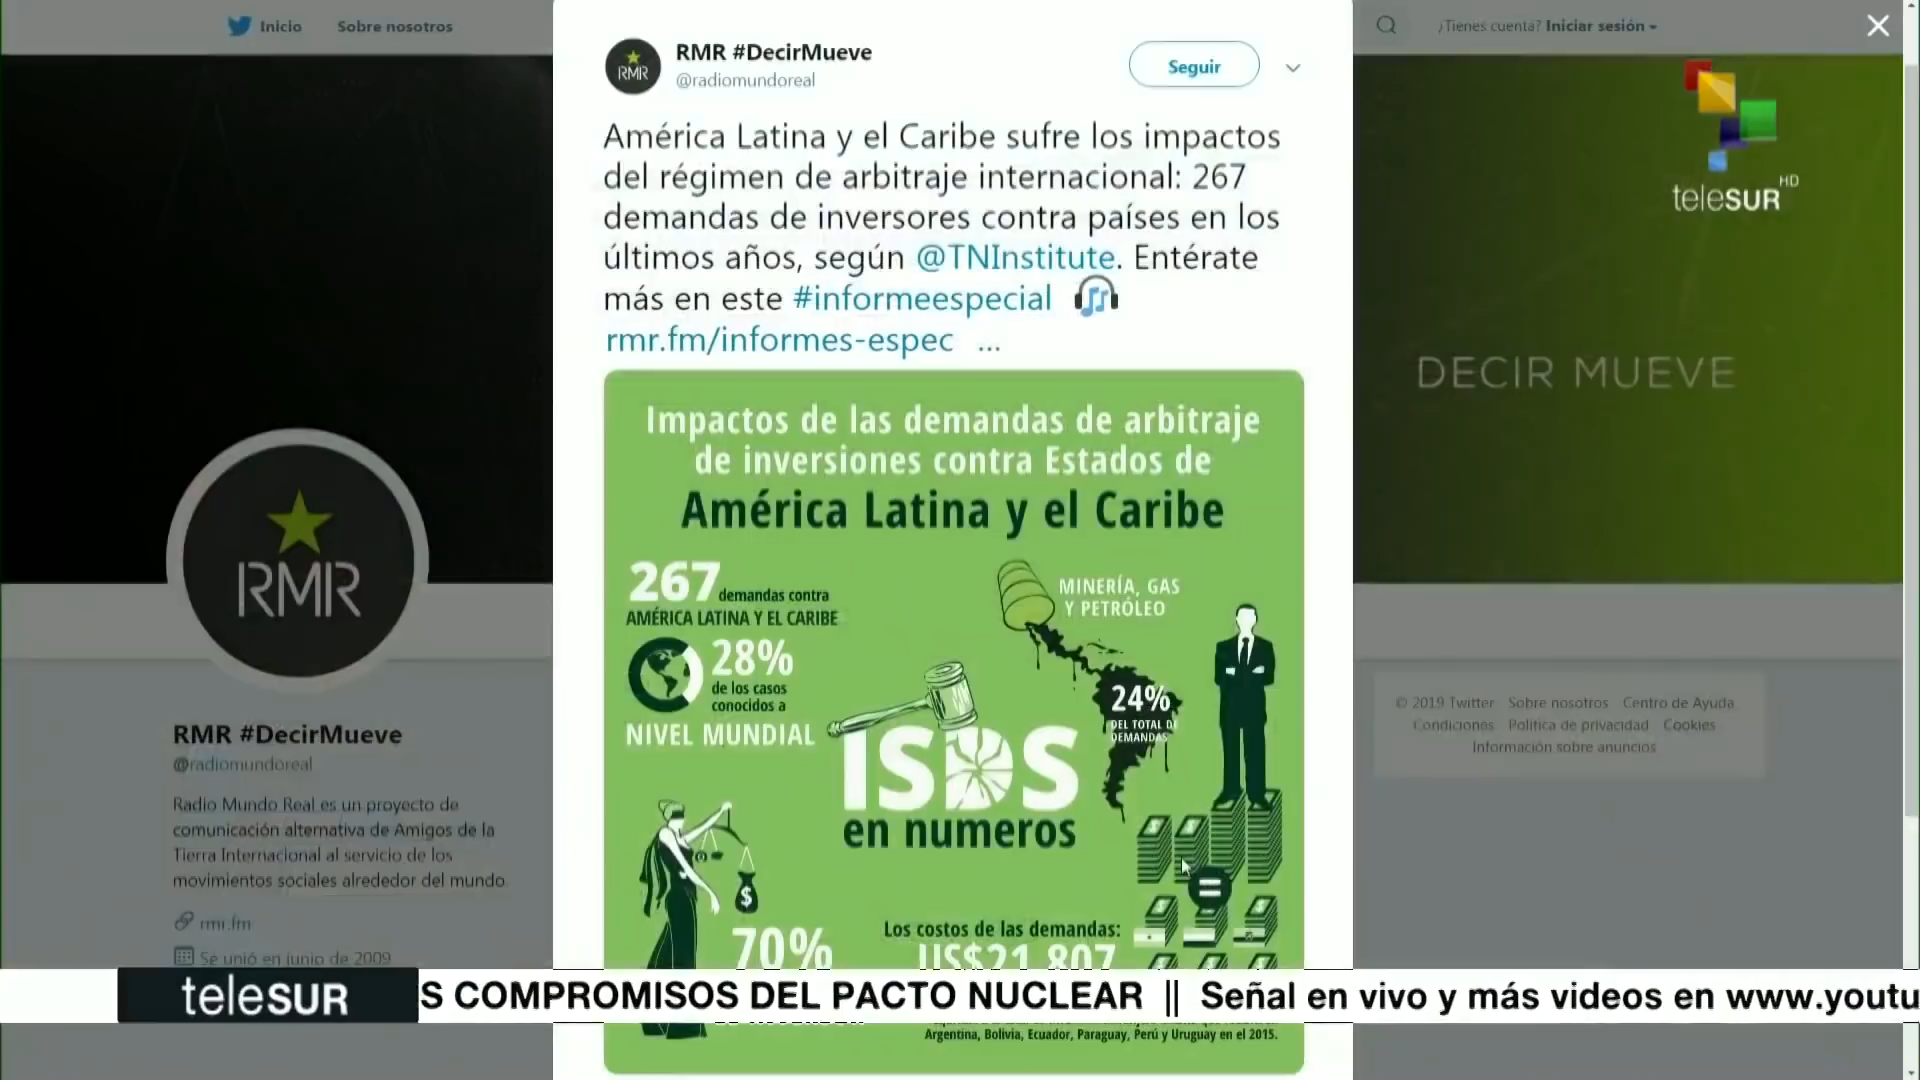 Inicio
Sobre nosotros
¿Tienes cuenta? Iniciar sesión
RMR #DecirMueve
@radiomundoreal
Seguir
RMR
América Latina y el Caribe sufre los impactos
del régimen de arbitraje internacional: 267
demandas de inversores contra países en los
últimos años, según @TNInstitute. Entérate
más en este #informeespecial
rmr.fm/informes-espec ...
teleSUR HD
DECIR MUEVE
Impactos de las demandas de arbitraje
de inversiones contra Estados de
América Latina y el Caribe
267 demandas contra
AMÉRICA LATINA Y EL CARIBE
28%
de los casos
conocidos a
NIVEL MUNDIAL
MINERÍA, GAS
Y PETRÓLEO
24%
DEL TOTAL DE
DEMANDAS
ISDS
en numeros
$
70%
Los costos de las demandas:
US$21.807
Argentina, Bolivia, Ecuador, Paraguay, Perú y Uruguay en el 2015.
RMR
RMR #DecirMueve
@radiomundoreal
Radio Mundo Real es un proyecto de
comunicación alternativa de Amigos de la
Tierra Internacional al servicio de los
movimientos sociales alrededor del mundo
rmr.fm
Se unió en junio de 2009
© 2019 Twitter Sobre nosotros Centro de Ayuda
Condiciones Política de privacidad Cookies
Información sobre anuncios
teleSUR
S COMPROMISOS DEL PACTO NUCLEAR || Señal en vivo y más videos en www.youtu